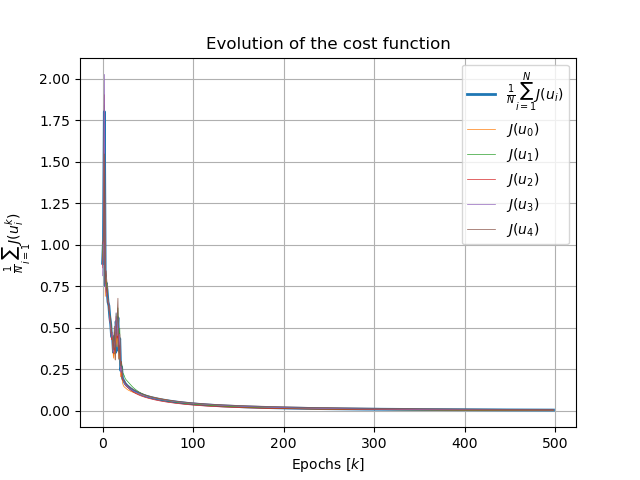 Evolution of the cost function
2.00
1.75
1.50
1.25
1.00
0.75
0.50
0.25
0.00
0 100 200 300 400 500
Epochs [k]
1/N ∑_{i=1} J(u_i^k)
1/N ∑_{i=1}^{N} J(u_i)
J(u_0)
J(u_1)
J(u_2)
J(u_3)
J(u_4)